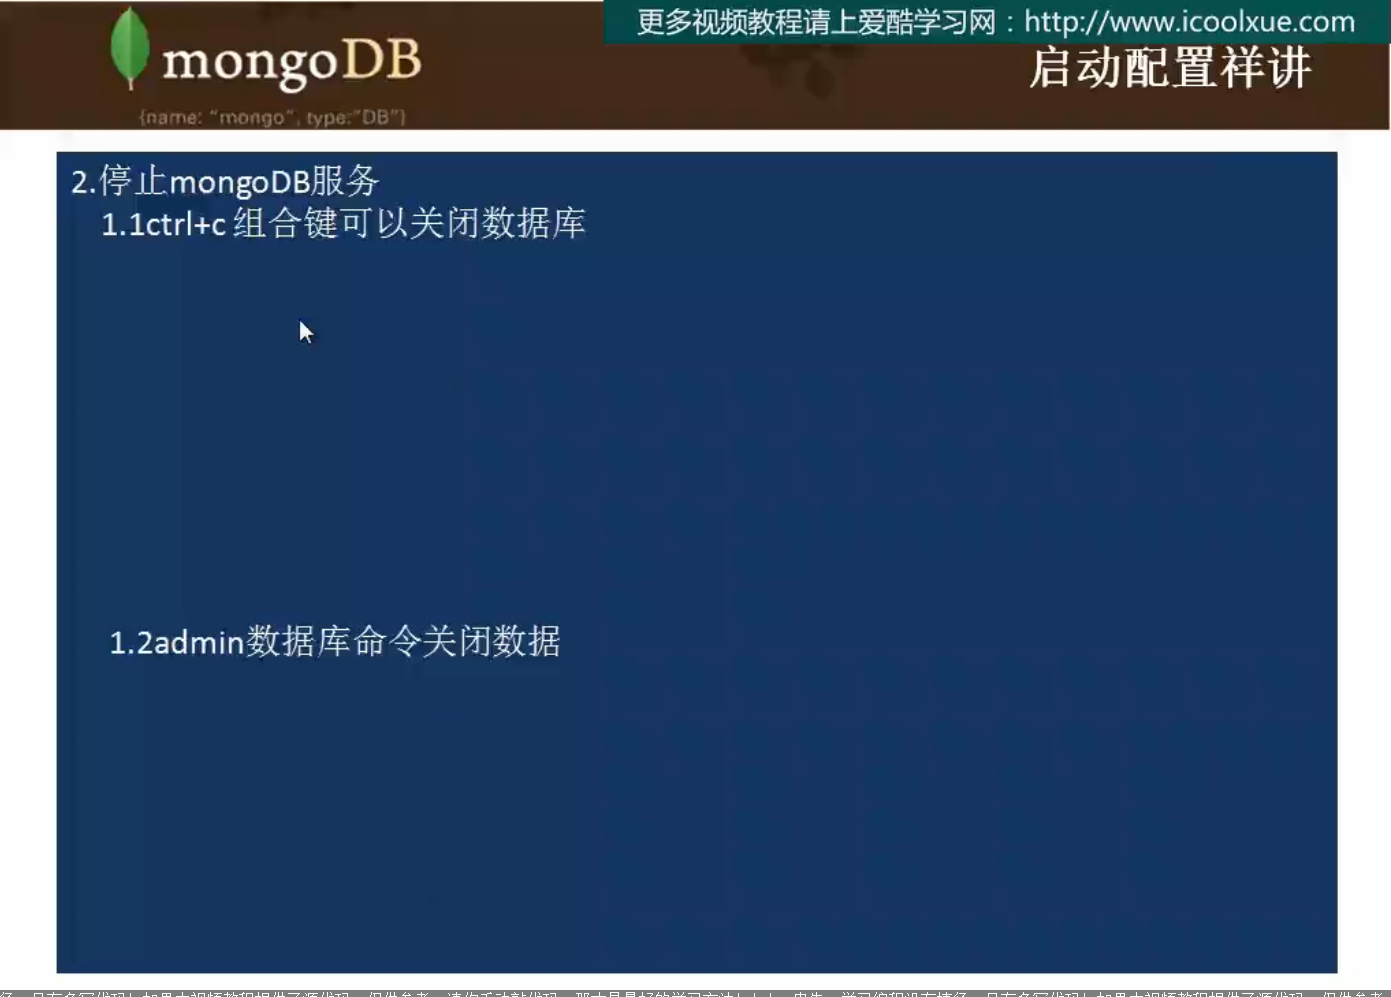 更多视频教程请上爱酷学习网：http://www.icoolxue.com
mongoDB
启动配置祥讲
{name: “mongo”, type:“DB”}
2.停止mongoDB服务
1.1ctrl+c 组合键可以关闭数据库
1.2admin数据库命令关闭数据